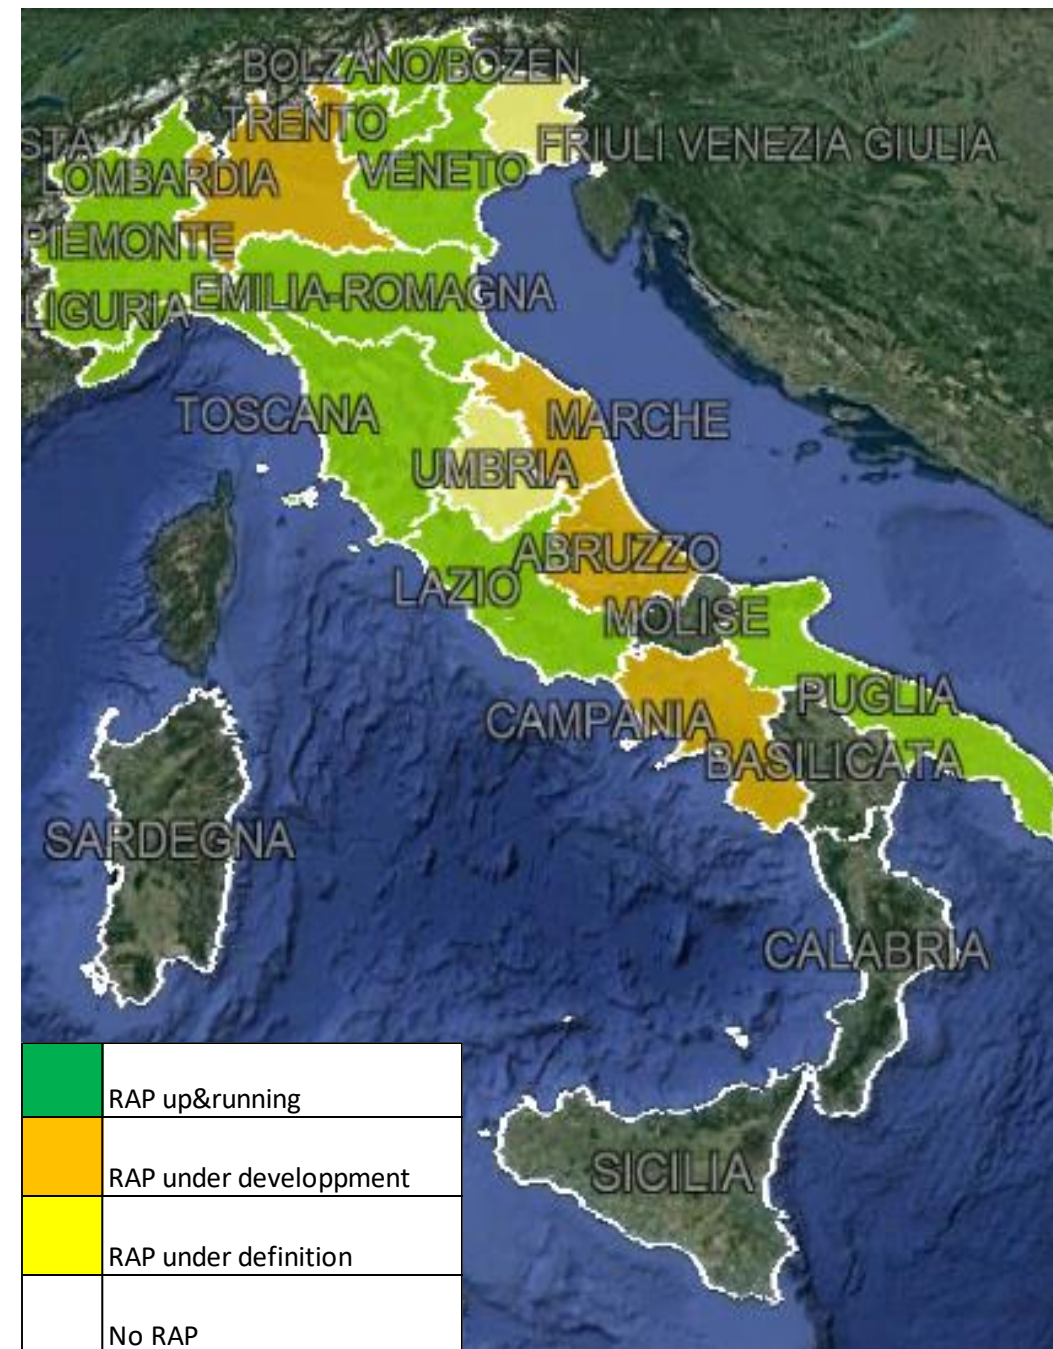 BOLZANO/BOZEN
TRENTO
FRIULI VENEZIA GIULIA
STA
LOMBARDIA
VENETO
PIEMONTE
LIGURIA
EMILIA-ROMAGNA
TOSCANA
MARCHE
UMBRIA
ABRUZZO
LAZIO
MOLISE
PUGLIA
CAMPANIA
BASILICATA
SARDEGNA
CALABRIA
SICILIA
RAP up&running
RAP under developpment
RAP under definition
No RAP